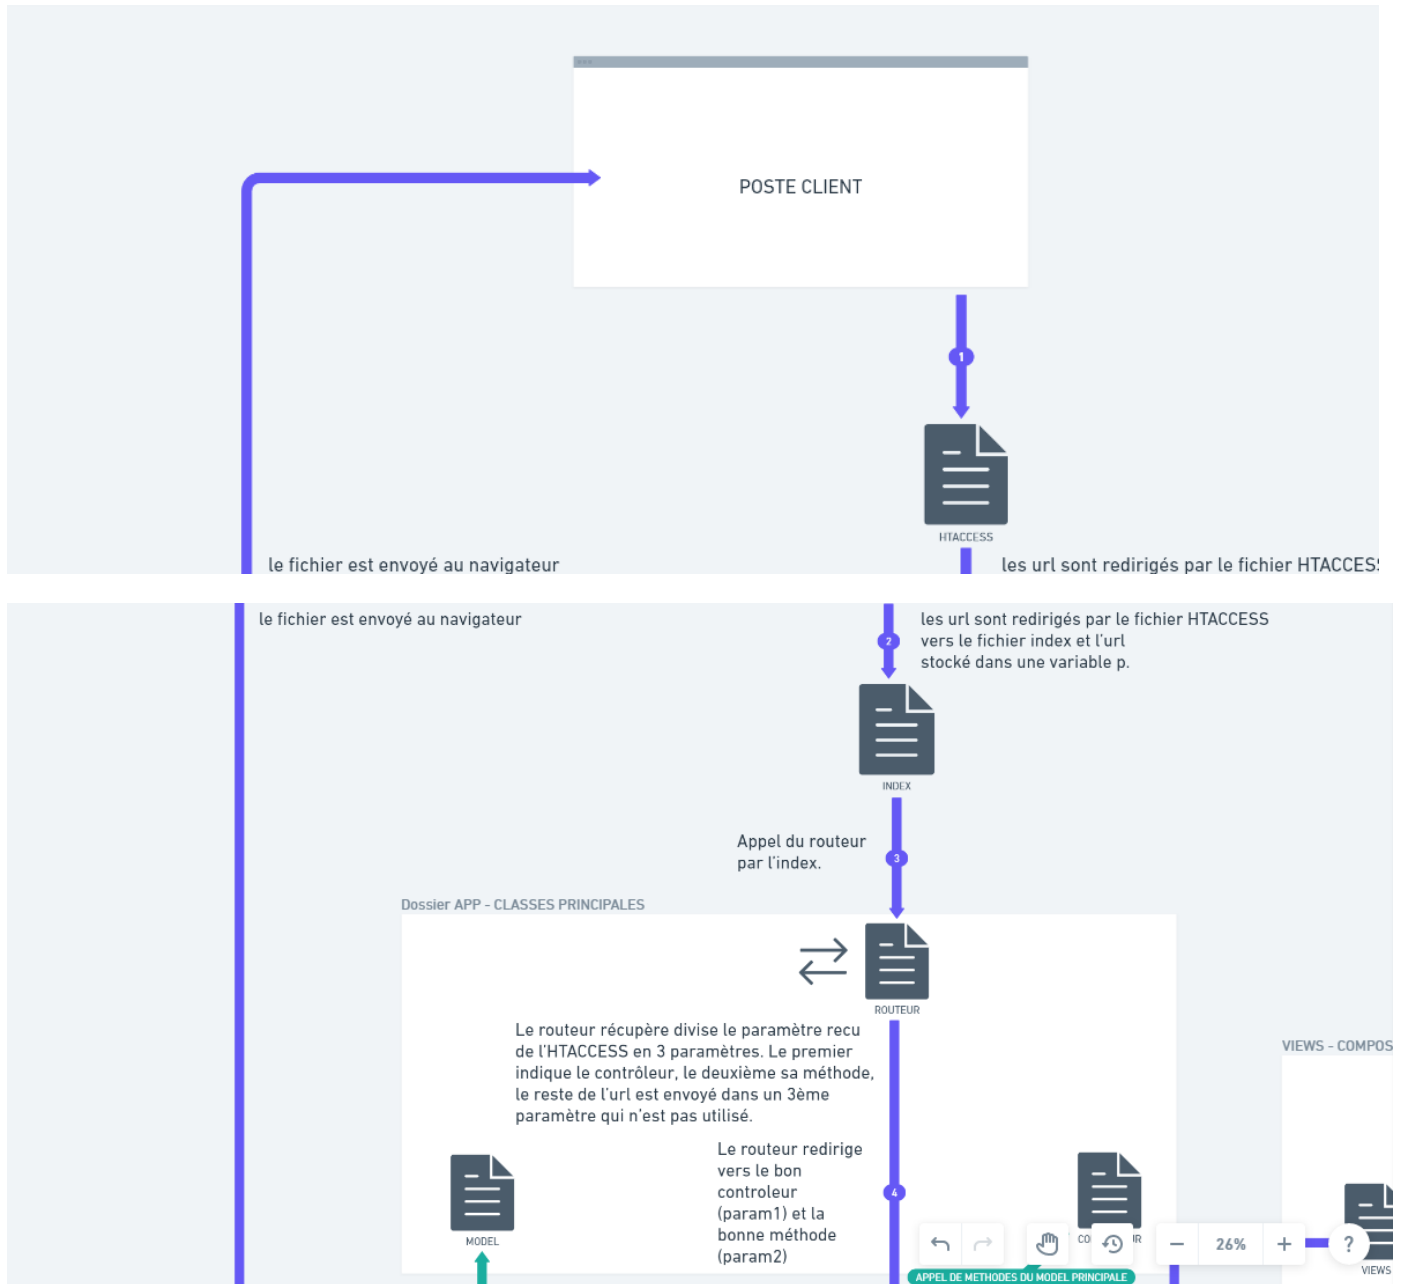 POSTE CLIENT
1
HTACCESS
le fichier est envoyé au navigateur
les url sont redirigés par le fichier HTACCES
le fichier est envoyé au navigateur
2
les url sont redirigés par le fichier HTACCESS
vers le fichier index et l'url
stocké dans une variable p.
INDEX
Appel du routeur
par l'index.
3
Dossier APP - CLASSES PRINCIPALES
ROUTEUR
Le routeur récupère divise le paramètre recu
de l'HTACCESS en 3 paramètres. Le premier
indique le contrôleur, le deuxième sa méthode,
le reste de l'url est envoyé dans un 3ème
paramètre qui n'est pas utilisé.
VIEWS - COMPOS
Le routeur redirige
vers le bon
controleur
(param1) et la
bonne méthode
(param2)
4
MODEL
26%
?
VIEWS
APPEL DE METHODES DU MODEL PRINCIPALE